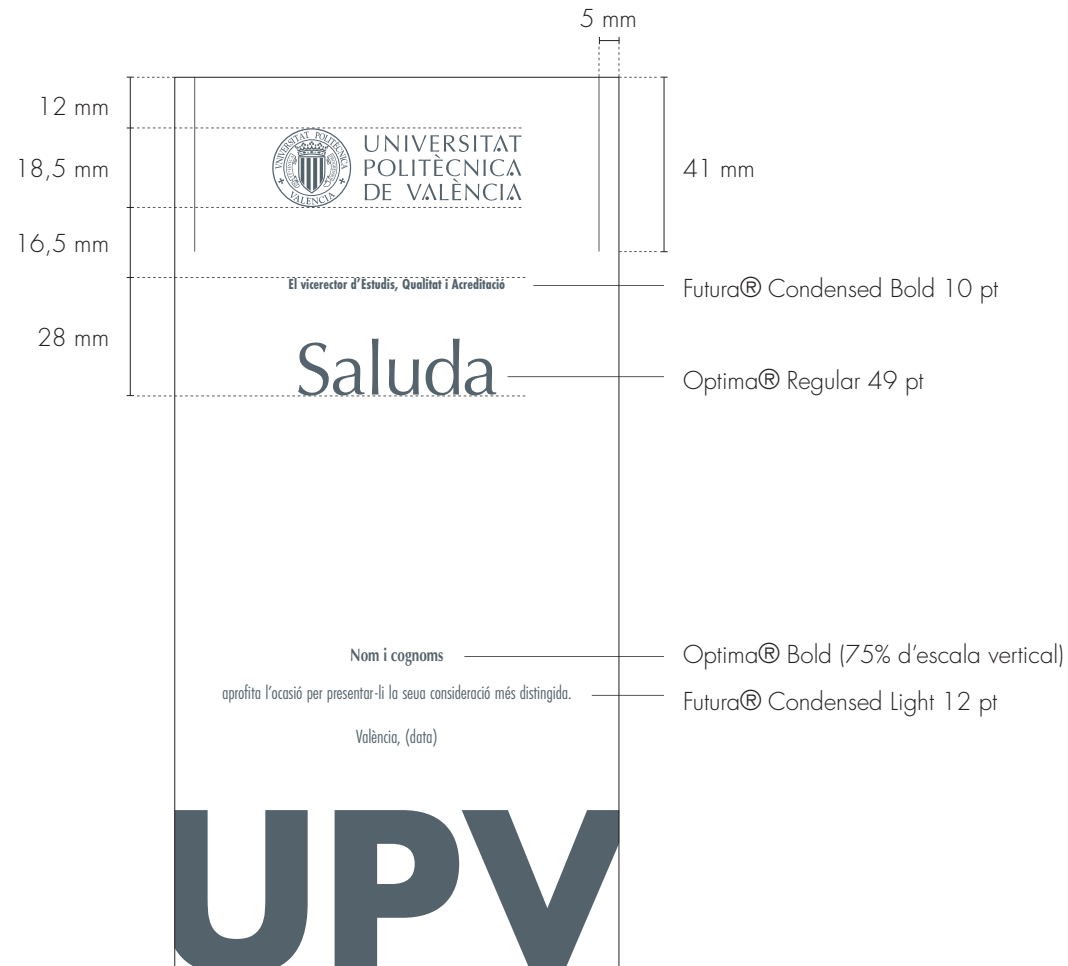 5 mm
12 mm
18,5 mm
41 mm
16,5 mm
28 mm
UNIVERSITAT POLITÈCNICA
VALÈNCIA
UNIVERSITAT
POLITÈCNICA
DE VALÈNCIA
El vicerector d'Estudis, Qualitat i Acreditació
Futura® Condensed Bold 10 pt
Saluda
Optima® Regular 49 pt
Nom i cognoms
Optima® Bold (75% d'escala vertical)
aprofita l'ocasió per presentar-li la seua consideració més distingida.
Futura® Condensed Light 12 pt
València, (data)
UPV